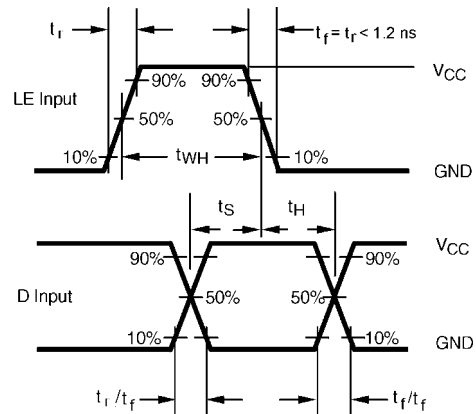 t_r
t_f = t_r < 1.2 ns
LE Input
90%
90%
V_CC
50%
50%
10%
t_WH
10%
GND
t_S
t_H
D Input
90%
90%
V_CC
50%
50%
10%
10%
GND
t_r/t_f
t_f/t_f